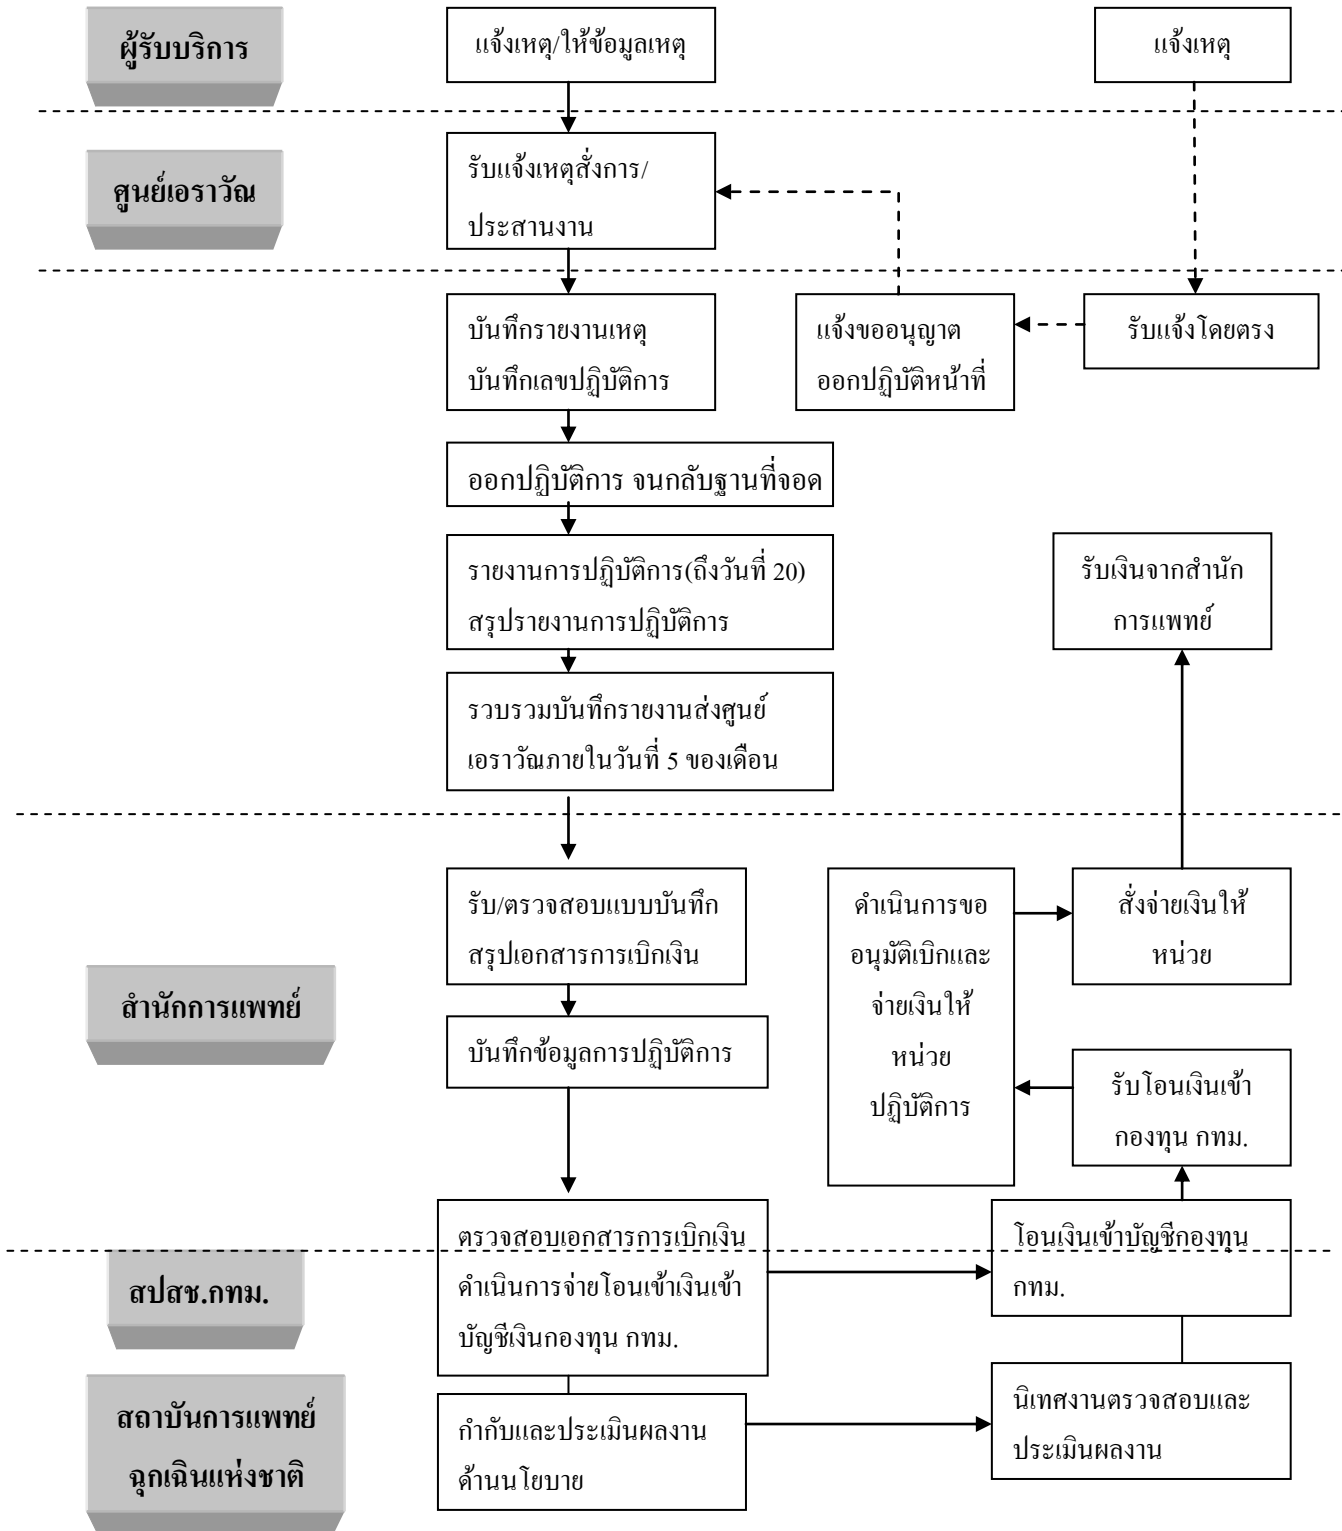 ผู้รับบริการ
แจ้งเหตุ/ให้ข้อมูลเหตุ
แจ้งเหตุ
ศูนย์เอราวัณ
รับแจ้งเหตุสั่งการ/
ประสานงาน
บันทึกรายงานเหตุ
บันทึกเลขปฏิบัติการ
แจ้งขออนุญาต
ออกปฏิบัติหน้าที่
รับแจ้งโดยตรง
ออกปฏิบัติการ จนกลับฐานที่จอด
รายงานการปฏิบัติการ(ถึงวันที่ 20)
สรุปรายงานการปฏิบัติการ
รับเงินจากสำนัก
การแพทย์
รวบรวมบันทึกรายงานส่งศูนย์
เอราวัณภายในวันที่ 5 ของเดือน
สำนักการแพทย์
รับ/ตรวจสอบแบบบันทึก
สรุปเอกสารการเบิกเงิน
บันทึกข้อมูลการปฏิบัติการ
ดำเนินการขอ
อนุมัติเบิกและ
จ่ายเงินให้
หน่วย
ปฏิบัติการ
สั่งจ่ายเงินให้
หน่วย
รับโอนเงินเข้า
กองทุน กทม.
สปสช.กทม.
ตรวจสอบเอกสารการเบิกเงิน
ดำเนินการจ่ายโอนเข้าเงินเข้า
บัญชีเงินกองทุน กทม.
โอนเงินเข้าบัญชีกองทุน
กทม.
สถาบันการแพทย์
ฉุกเฉินแห่งชาติ
กำกับและประเมินผลงาน
ด้านนโยบาย
นิเทศงานตรวจสอบและ
ประเมินผลงาน